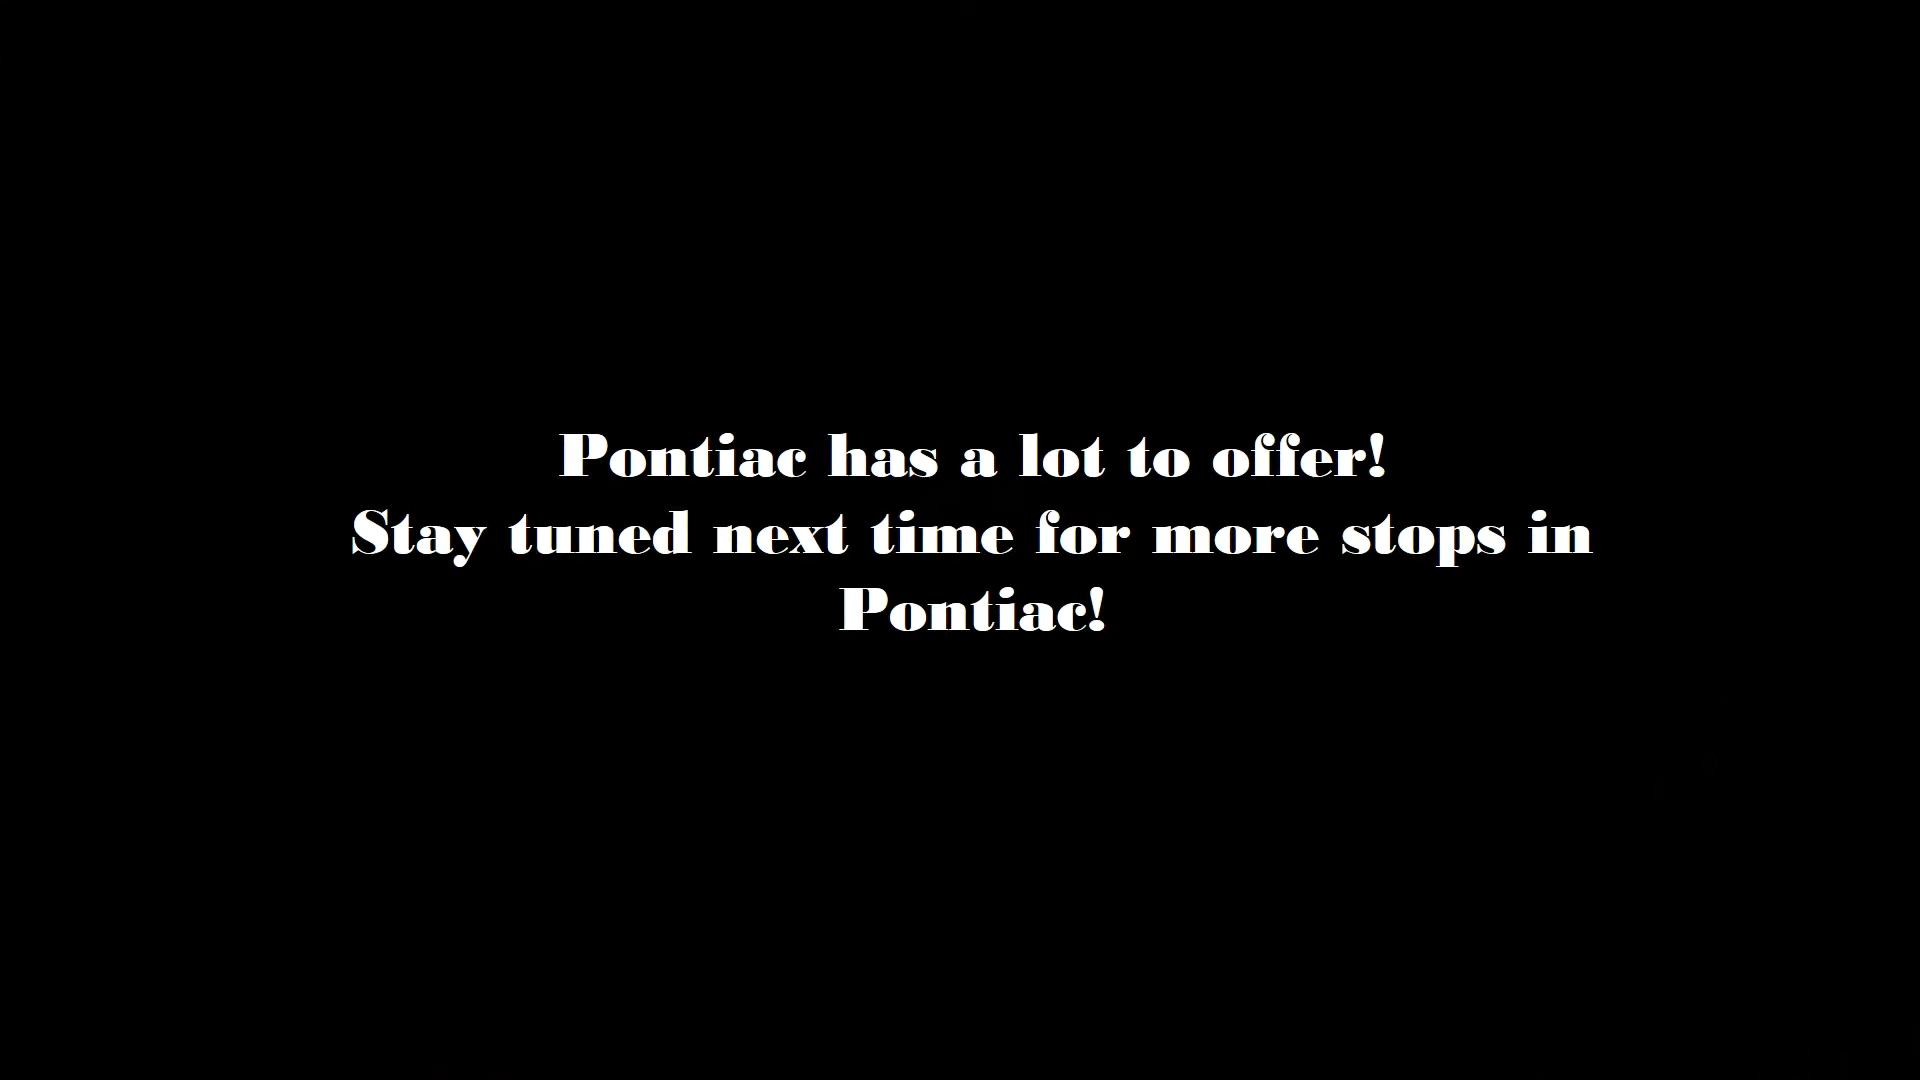 Pontiac has a lot to offer!
Stay tuned next time for more stops in
Pontiac!